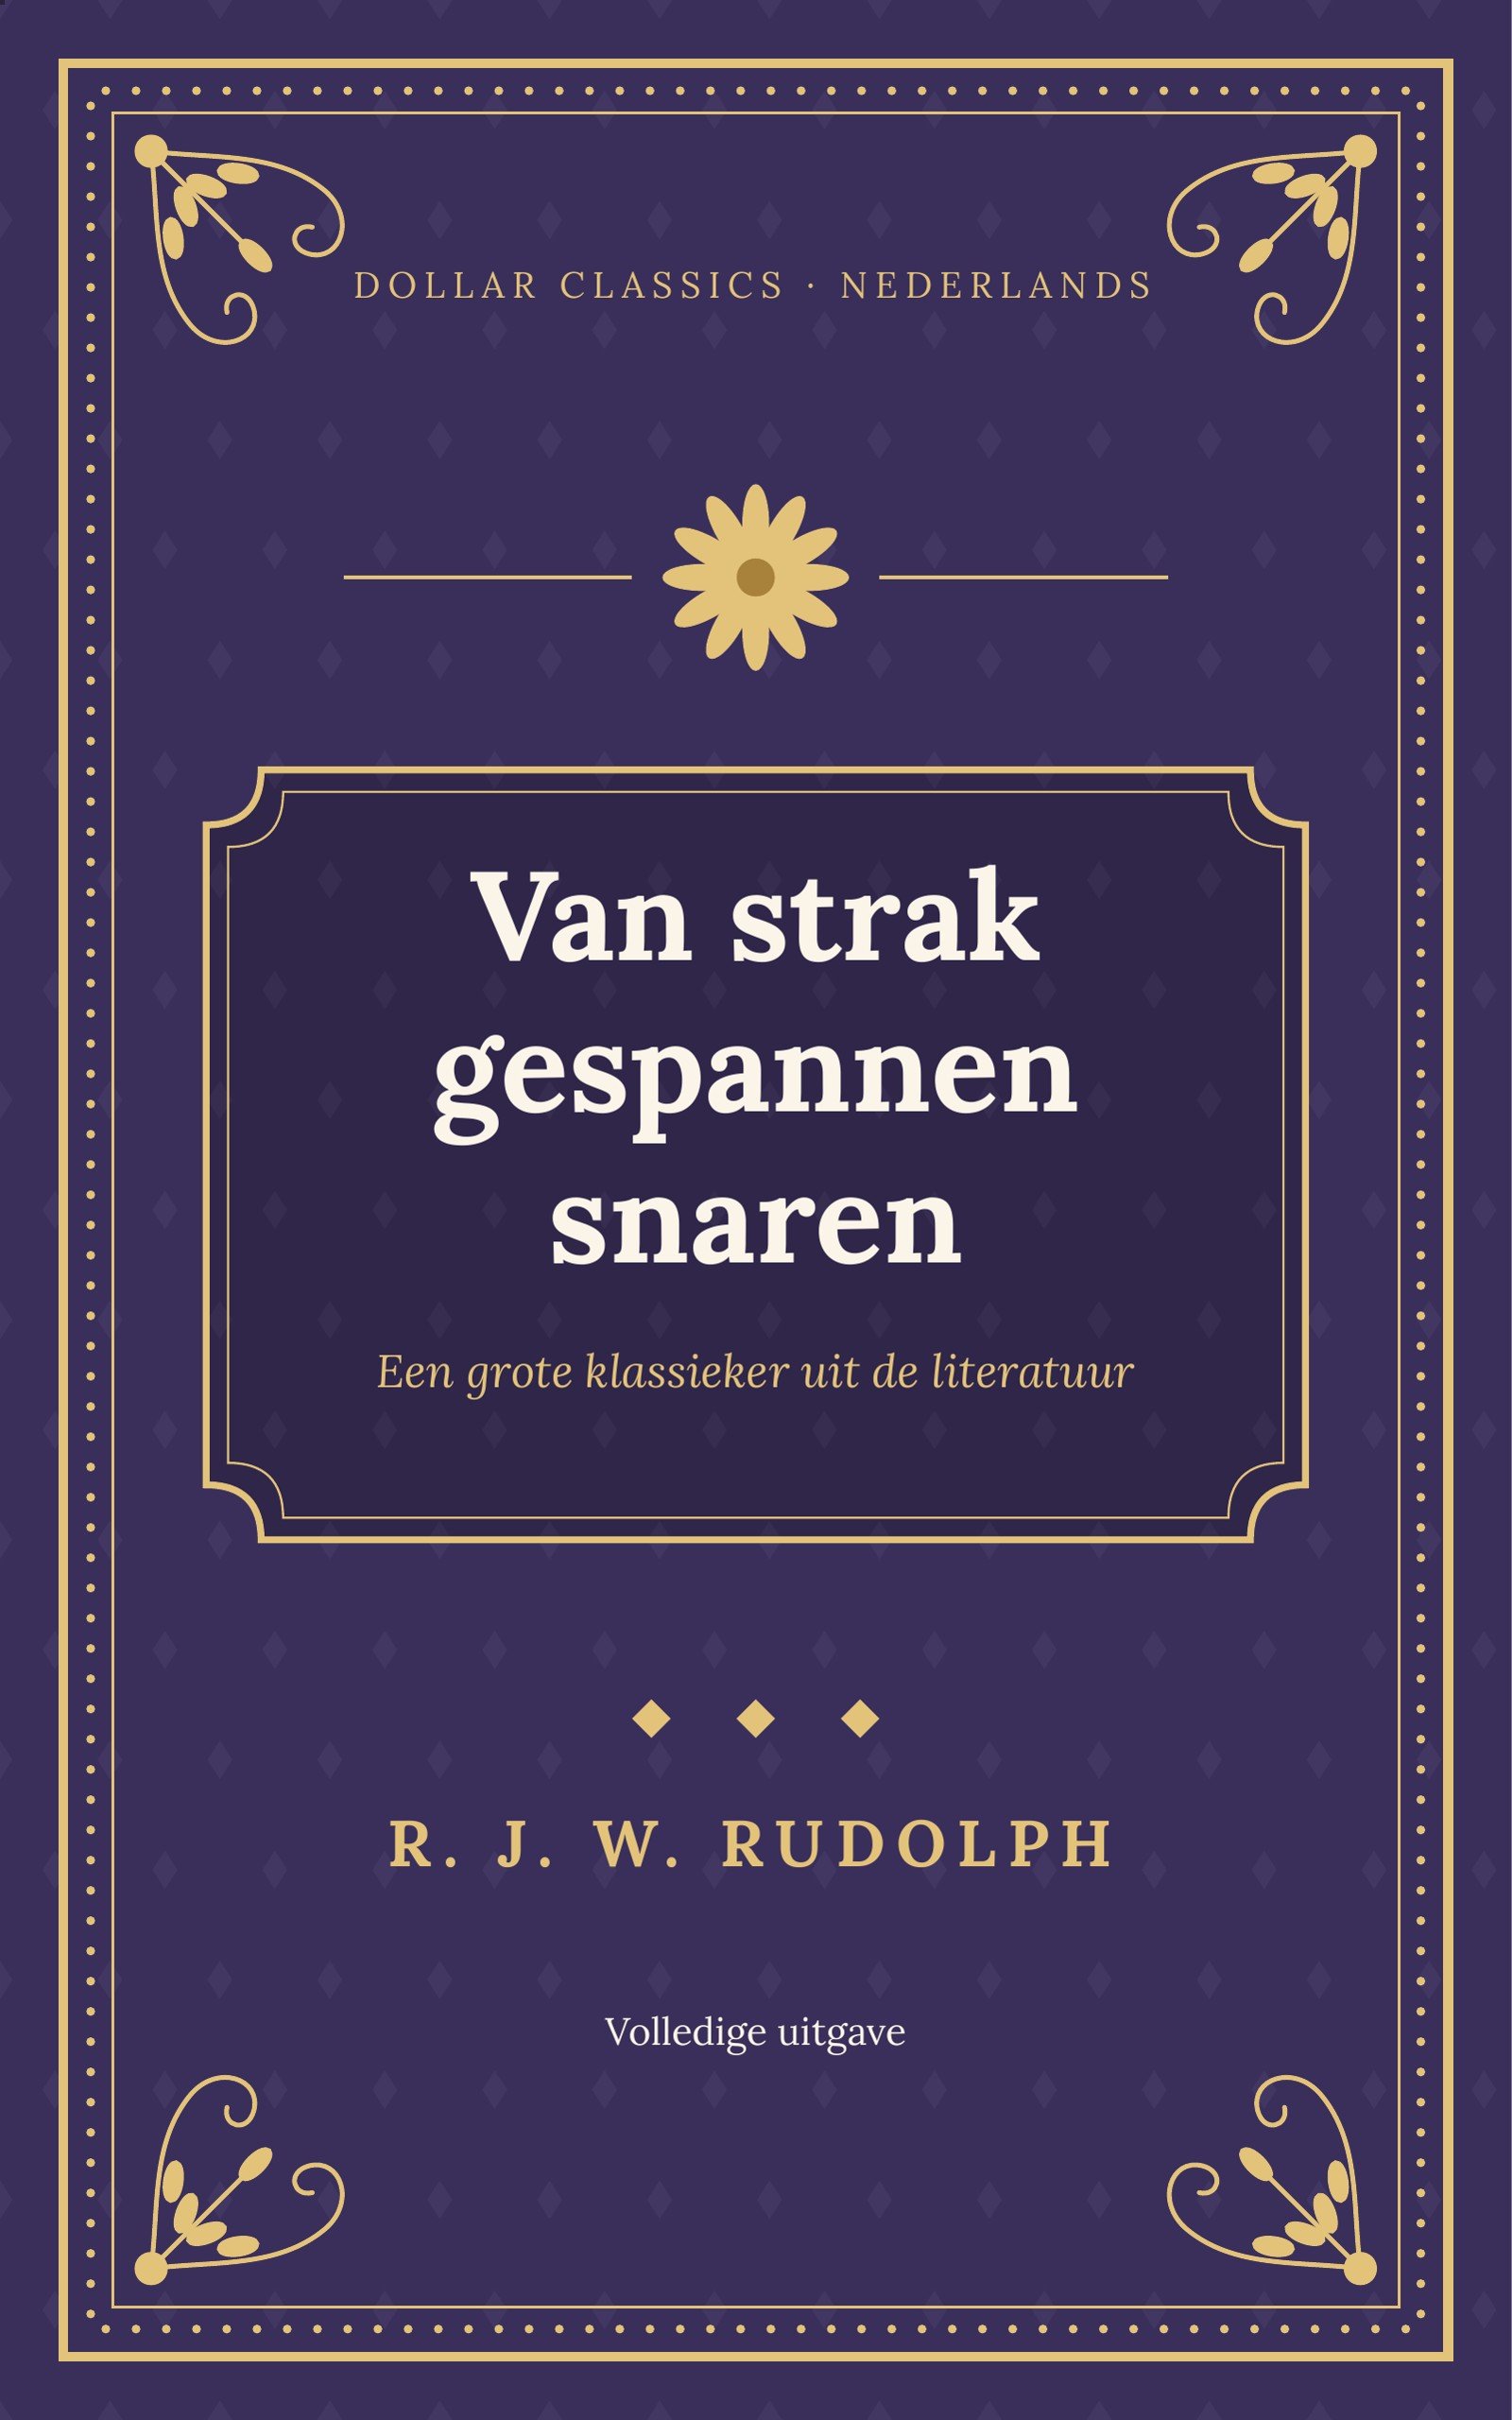 DOLLAR CLASSICS · NEDERLANDS
Van strak
gespannen
snaren
Een grote klassieker uit de literatuur
R. J. W. RUDOLPH
Volledige uitgave